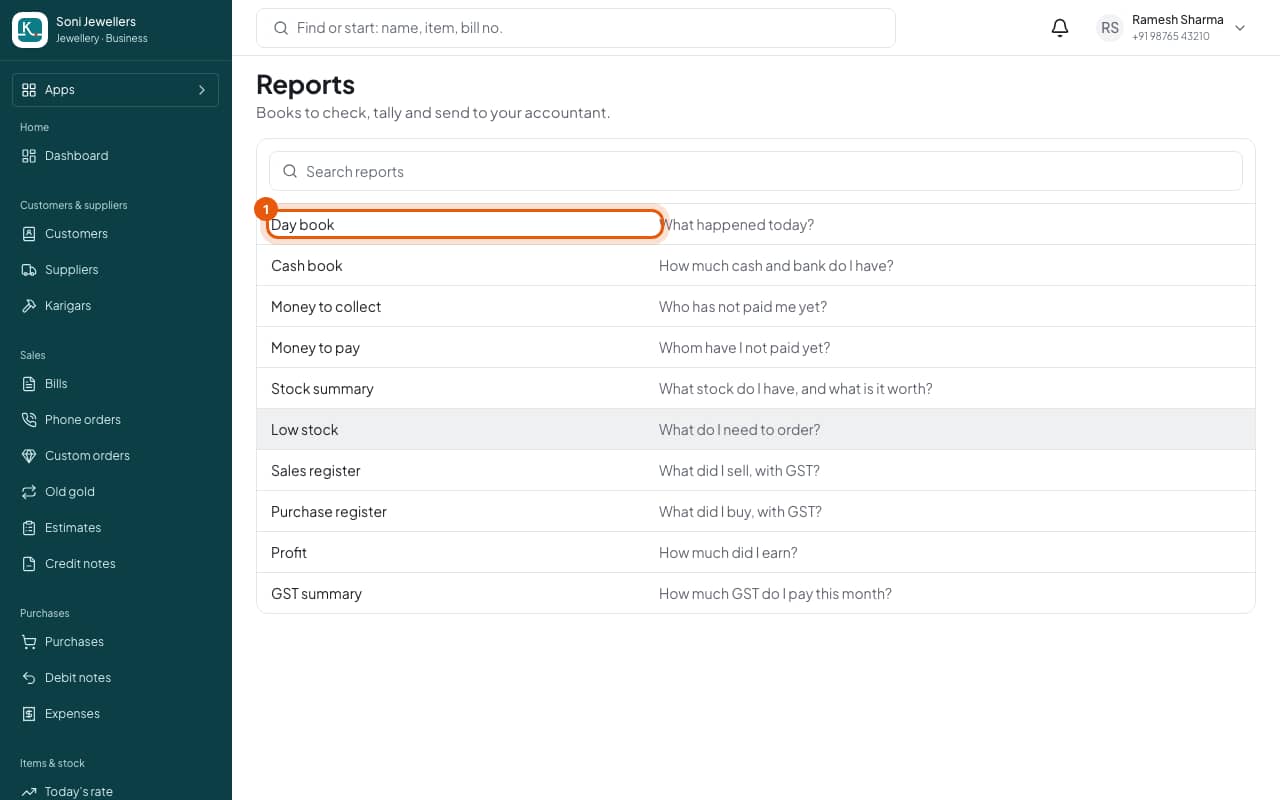 Soni Jewellers
Jewellery · Business
Find or start: name, item, bill no.
RS
Ramesh Sharma
+91 98765 43210
Apps
Home
Dashboard
Customers & suppliers
Customers
Suppliers
Karigars
Sales
Bills
Phone orders
Custom orders
Old gold
Estimates
Credit notes
Purchases
Purchases
Debit notes
Expenses
Items & stock
Today's rate
Reports
Books to check, tally and send to your accountant.
Search reports
1
Day book What happened today?
Cash book How much cash and bank do I have?
Money to collect Who has not paid me yet?
Money to pay Whom have I not paid yet?
Stock summary What stock do I have, and what is it worth?
Low stock What do I need to order?
Sales register What did I sell, with GST?
Purchase register What did I buy, with GST?
Profit How much did I earn?
GST summary How much GST do I pay this month?